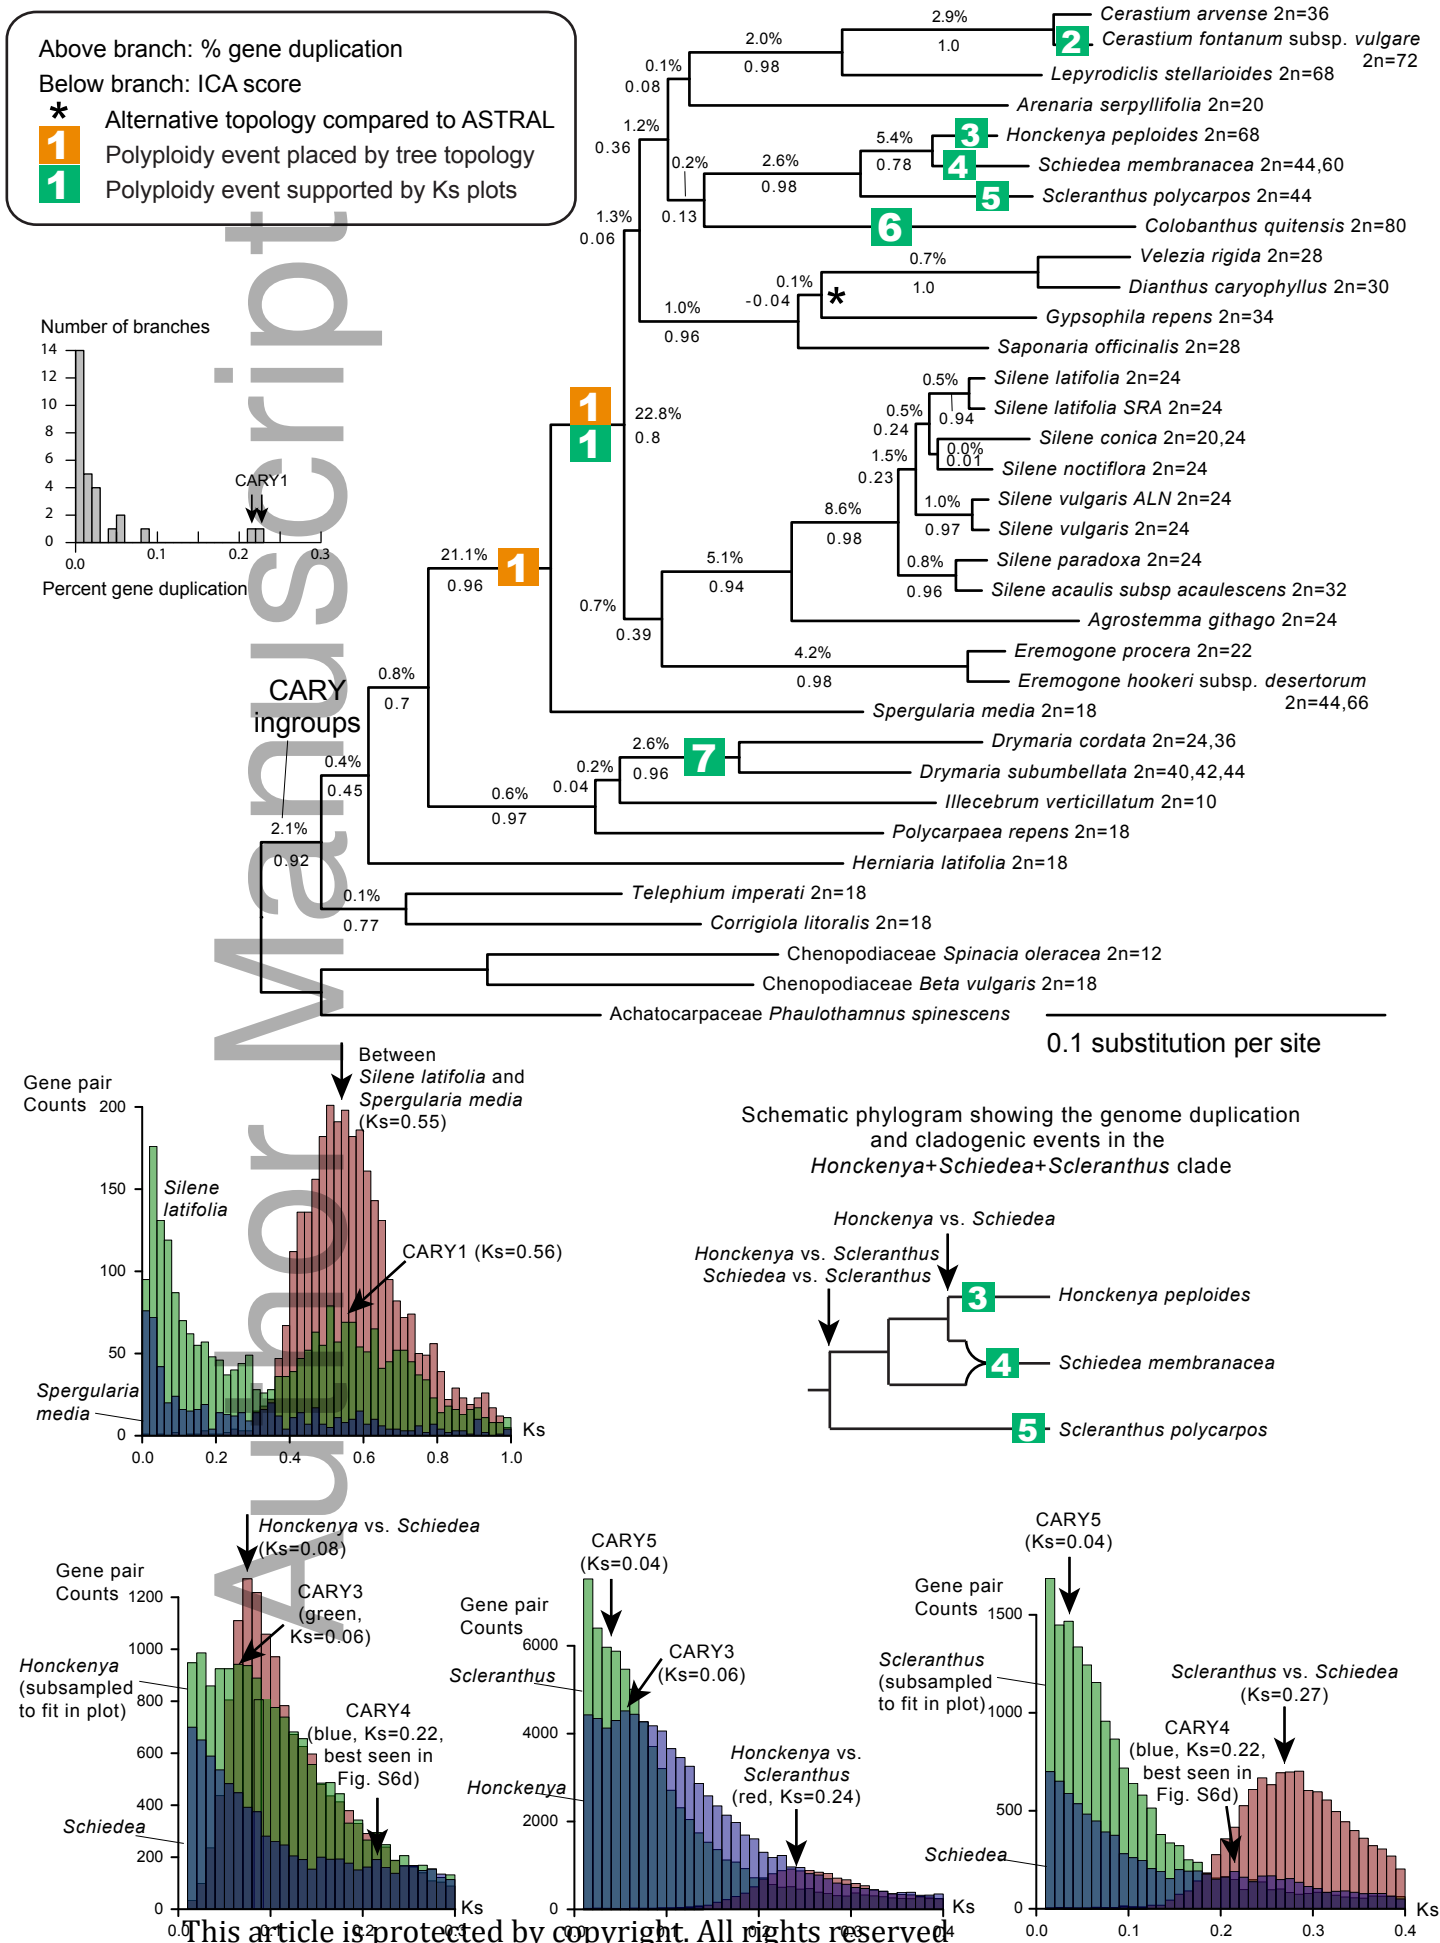 Above branch: % gene duplication
Below branch: ICA score
* Alternative topology compared to ASTRAL
1 Polyploidy event placed by tree topology
1 Polyploidy event supported by Ks plots
2.9%
1.0
2.0%
0.98
0.1%
0.08
1.2%
0.36
5.4%
0.78
0.2%
0.13
2.6%
0.98
1.3%
0.06
0.7%
1.0
0.1%
-0.04
*
1.0%
0.96
Cerastium arvense 2n=36
2 Cerastium fontanum subsp. vulgare
2n=72
Lepyrodiclis stellarioides 2n=68
Arenaria serpyllifolia 2n=20
3 Honckenya peploides 2n=68
4 Schiedea membranacea 2n=44,60
5 Scleranthus polycarpos 2n=44
6 Colobanthus quitensis 2n=80
Velezia rigida 2n=28
Dianthus caryophyllus 2n=30
Gypsophila repens 2n=34
Saponaria officinalis 2n=28
Silene latifolia 2n=24
Silene latifolia SRA 2n=24
Silene conica 2n=20,24
Silene noctiflora 2n=24
Silene vulgaris ALN 2n=24
Silene vulgaris 2n=24
Silene paradoxa 2n=24
Silene acaulis subsp acaulescens 2n=32
Agrostemma githago 2n=24
Eremogone procera 2n=22
Eremogone hookeri subsp. desertorum
2n=44,66
Spergularia media 2n=18
7 Drymaria cordata 2n=24,36
Drymaria subumbellata 2n=40,42,44
Illecebrum verticillatum 2n=10
Polycarpaea repens 2n=18
Herniaria latifolia 2n=18
Telephium imperati 2n=18
Corrigiola litoralis 2n=18
Chenopodiaceae Spinacia oleracea 2n=12
Chenopodiaceae Beta vulgaris 2n=18
Achatocarpaceae Phaulothamnus spinescens
0.1 substitution per site
1
1
22.8%
0.8
0.5%
0.94
0.5%
0.24
0.0%
0.01
1.5%
0.23
1.0%
0.97
8.6%
0.98
0.8%
0.96
5.1%
0.94
0.7%
0.39
4.2%
0.98
21.1%
0.96
1
0.8%
0.7
2.6%
0.96
0.2%
0.04
0.6%
0.97
0.4%
0.45
CARY
ingroups
2.1%
0.92
0.1%
0.77
Number of branches
14
12
10
8
6
4
2
0
CARY1
0.0
0.1
0.2
0.3
Percent gene duplication
Author Manuscript
Gene pair
Counts
200
150
100
50
0
Between
Silene latifolia and
Spergularia media
(Ks=0.55)
Silene
latifolia
CARY1 (Ks=0.56)
Spergularia
media
Ks
0.0
0.2
0.4
0.6
0.8
1.0
Schematic phylogram showing the genome duplication
and cladogenic events in the
Honckenya+Schiedea+Scleranthus clade
Honckenya vs. Schiedea
Honckenya vs. Scleranthus
Schiedea vs. Scleranthus
3 Honckenya peploides
4 Schiedea membranacea
5 Scleranthus polycarpos
Honckenya vs. Schiedea
(Ks=0.08)
Gene pair
Counts
1200
1000
800
600
400
200
0
CARY3
(green,
Ks=0.06)
Honckenya
(subsampled
to fit in plot)
CARY4
(blue, Ks=0.22,
best seen in
Fig. S6d)
Schiedea
Ks
0.0
0.1
0.2
0.3
CARY5
(Ks=0.04)
Gene pair
Counts
6000
4000
2000
0
Scleranthus
CARY3
(Ks=0.06)
Honckenya vs.
Scleranthus
(red, Ks=0.24)
Honckenya
Ks
0.0
0.1
0.2
0.3
0.4
CARY5
(Ks=0.04)
Gene pair
Counts
1500
1000
500
0
Scleranthus
(subsampled
to fit in plot)
Scleranthus vs. Schiedea
(Ks=0.27)
CARY4
(blue, Ks=0.22,
best seen in
Fig. S6d)
Schiedea
Ks
0.0
0.1
0.2
0.3
0.4
This article is protected by copyright. All rights reserved